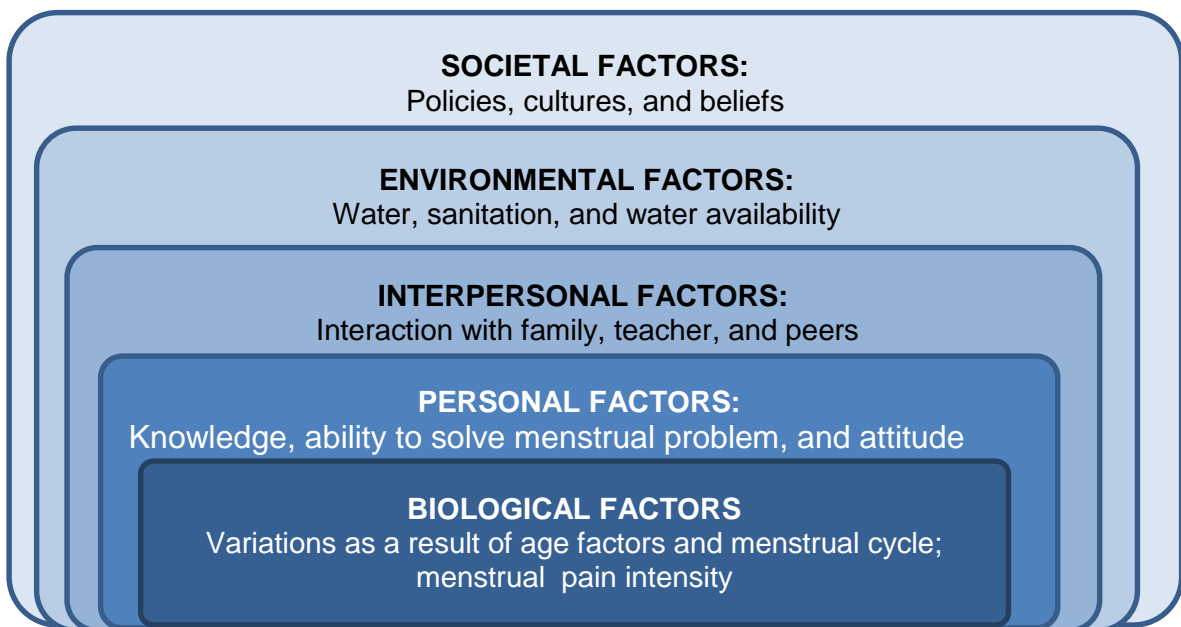 SOCIETAL FACTORS:
Policies, cultures, and beliefs
ENVIRONMENTAL FACTORS:
Water, sanitation, and water availability
INTERPERSONAL FACTORS:
Interaction with family, teacher, and peers
PERSONAL FACTORS:
Knowledge, ability to solve menstrual problem, and attitude
BIOLOGICAL FACTORS
Variations as a result of age factors and menstrual cycle;
menstrual pain intensity